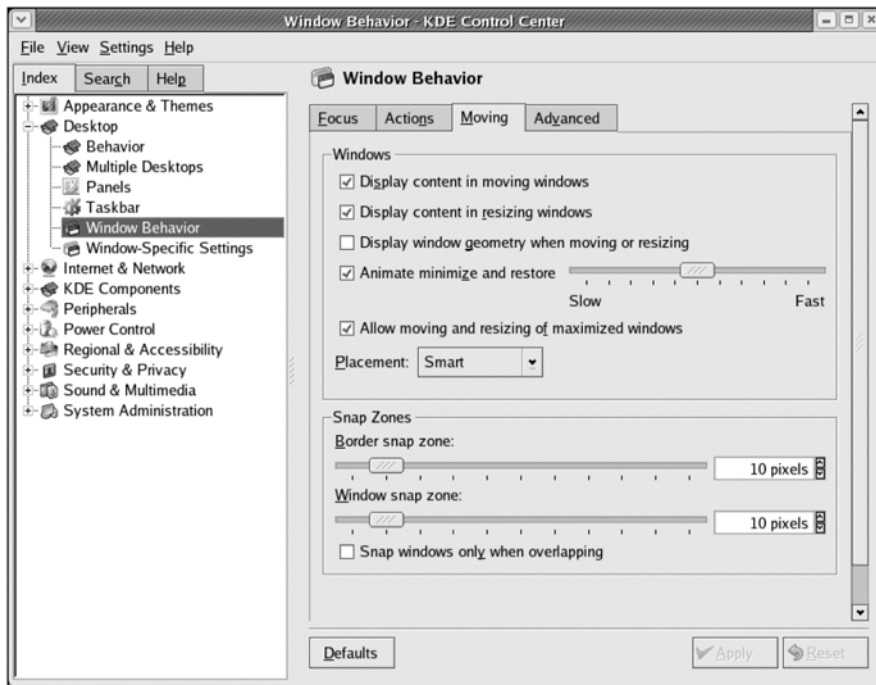 Window Behavior - KDE Control Center
File View Settings Help
Index Search Help
Appearance & Themes
Desktop
Behavior
Multiple Desktops
Panels
Taskbar
Window Behavior
Window-Specific Settings
Internet & Network
KDE Components
Peripherals
Power Control
Regional & Accessibility
Security & Privacy
Sound & Multimedia
System Administration
Window Behavior
Focus Actions Moving Advanced
Windows
Display content in moving windows
Display content in resizing windows
Display window geometry when moving or resizing
Animate minimize and restore
Slow Fast
Allow moving and resizing of maximized windows
Placement: Smart
Snap Zones
Border snap zone:
10 pixels
Window snap zone:
10 pixels
Snap windows only when overlapping
Defaults Apply Reset